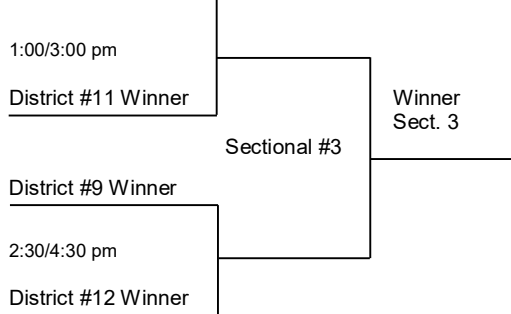 1:00/3:00 pm
District #11 Winner
Winner
Sect. 3
Sectional #3
District #9 Winner
2:30/4:30 pm
District #12 Winner